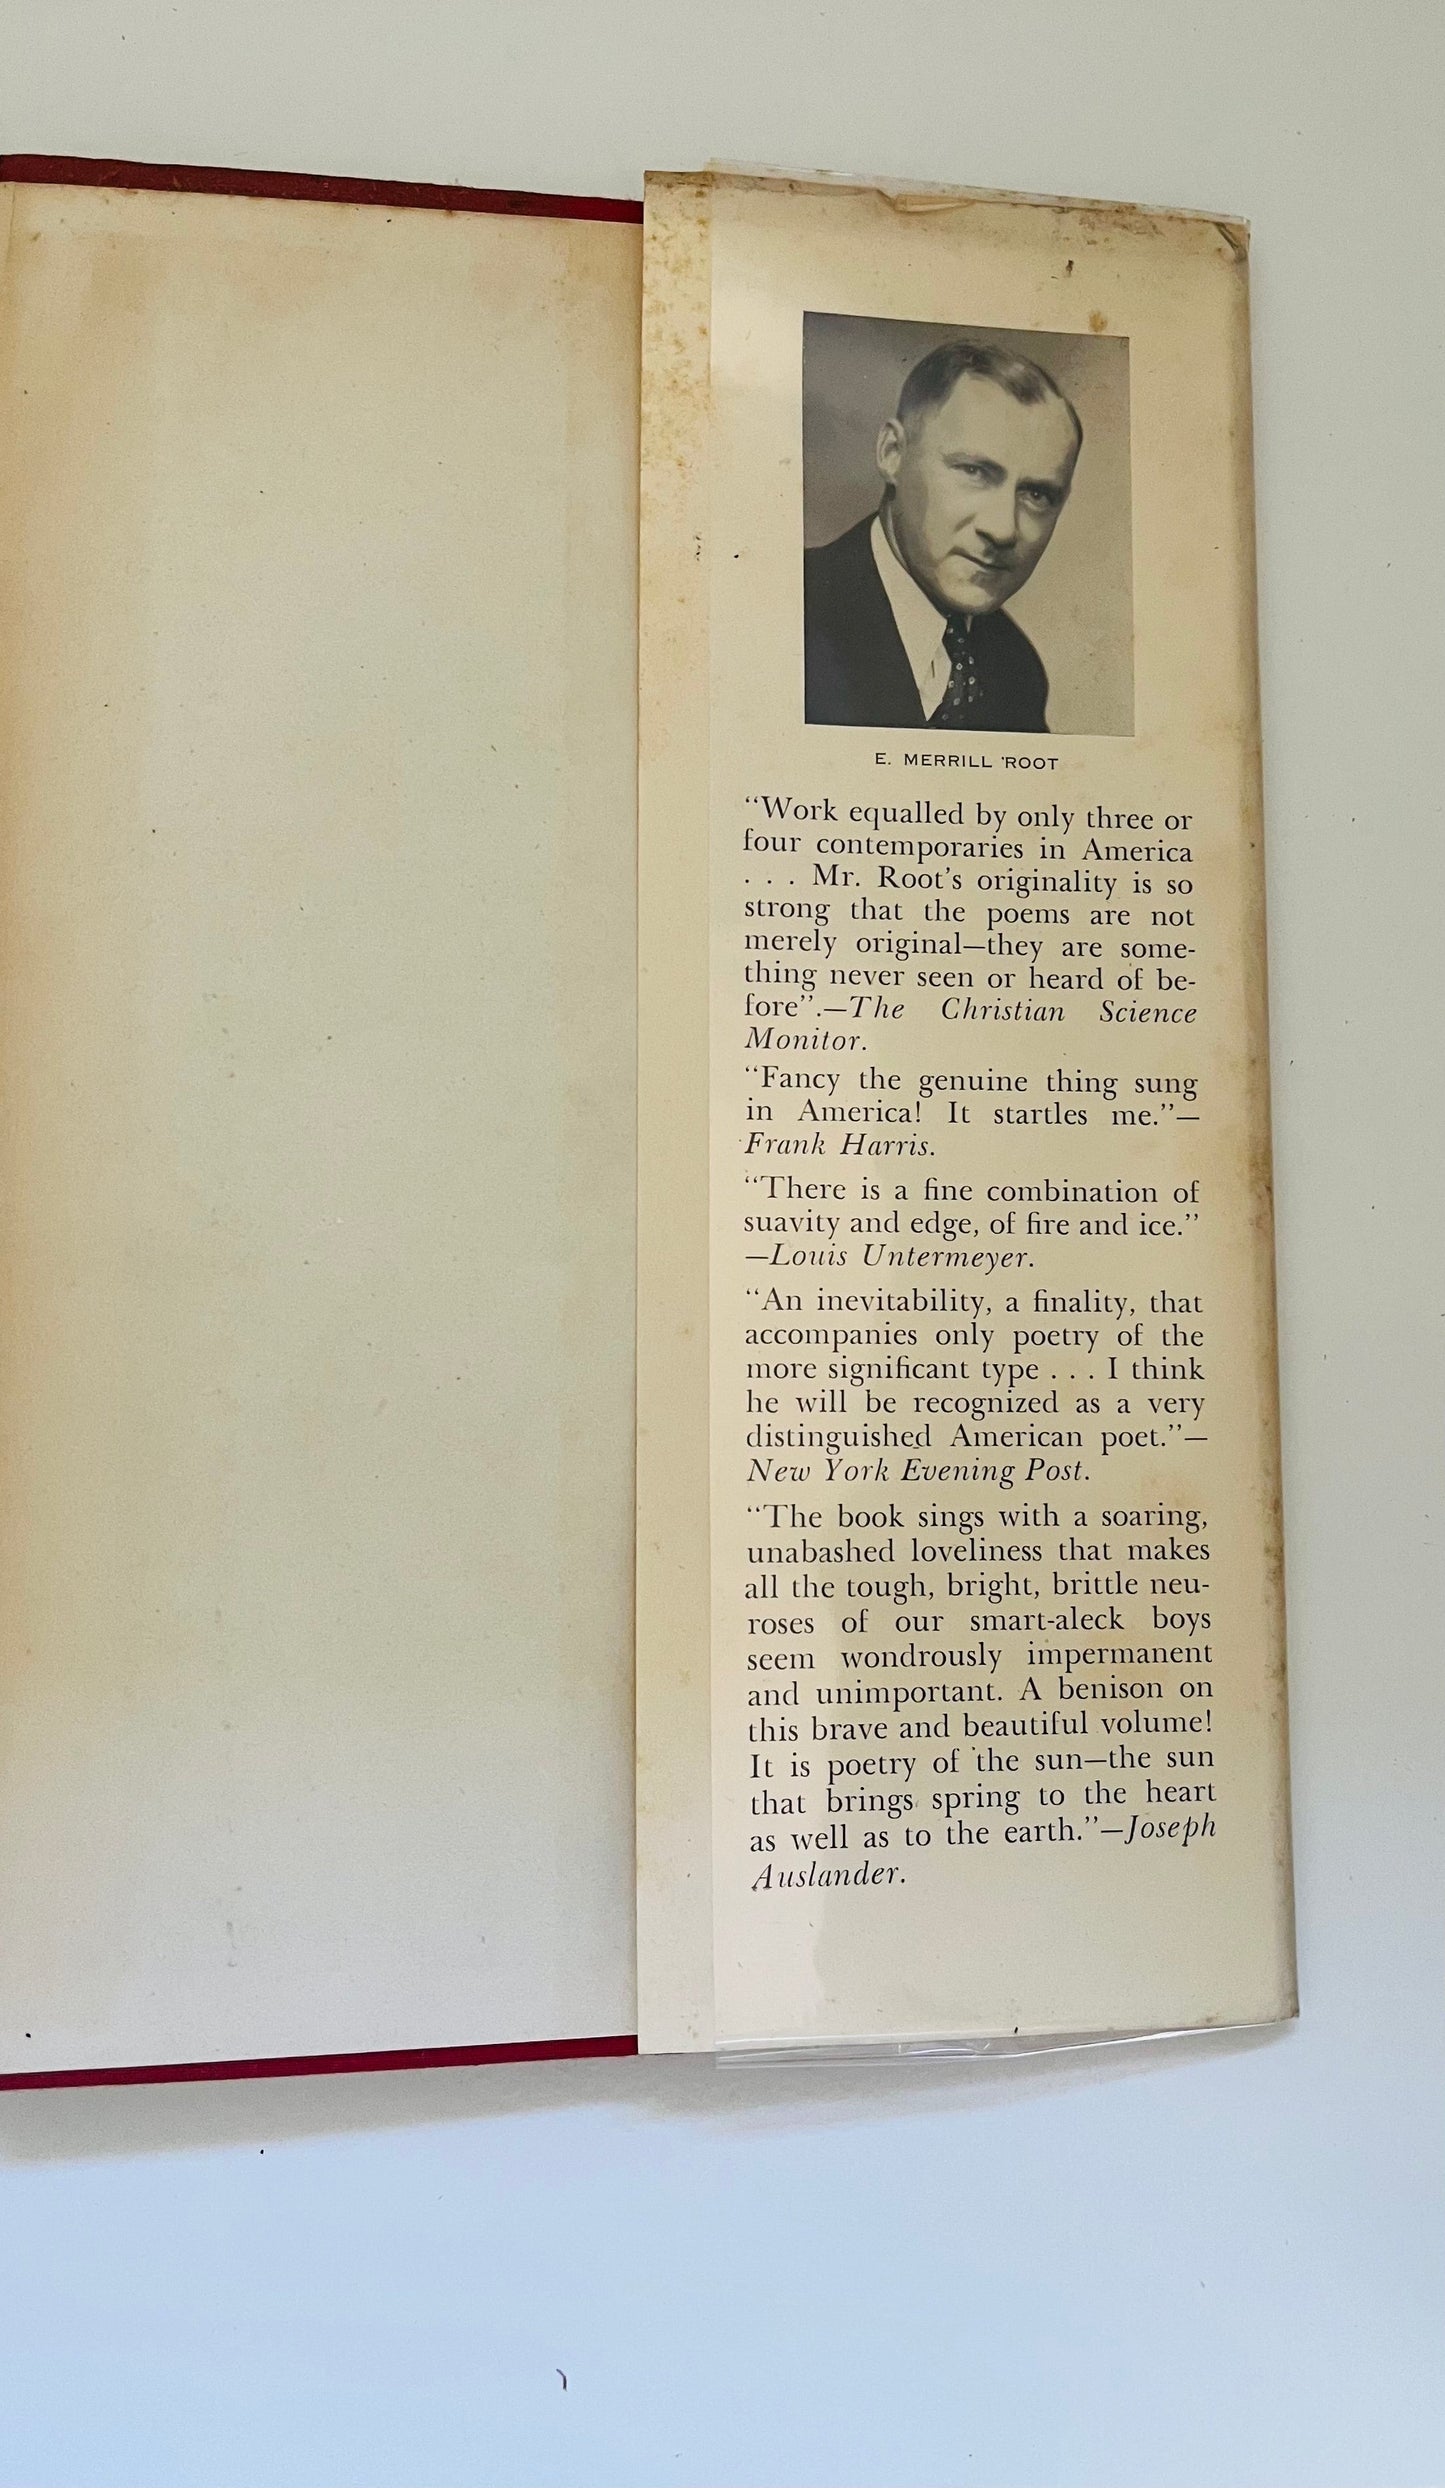 E. MERRILL ROOT
“Work equalled by only three or
four contemporaries in America
. . . Mr. Root’s originality is so
strong that the poems are not
merely original—they are some-
thing never seen or heard of be-
fore”.—The Christian Science
Monitor.
“Fancy the genuine thing sung
in America! It startles me.”—
Frank Harris.
“There is a fine combination of
suavity and edge, of fire and ice.”
—Louis Untermeyer.
“An inevitability, a finality, that
accompanies only poetry of the
more significant type . . . I think
he will be recognized as a very
distinguished American poet.”—
New York Evening Post.
“The book sings with a soaring,
unabashed loveliness that makes
all the tough, bright, brittle neu-
roses of our smart-aleck boys
seem wondrously impermanent
and unimportant. A benison on
this brave and beautiful volume!
It is poetry of the sun—the sun
that brings spring to the heart
as well as to the earth.”—Joseph
Auslander.